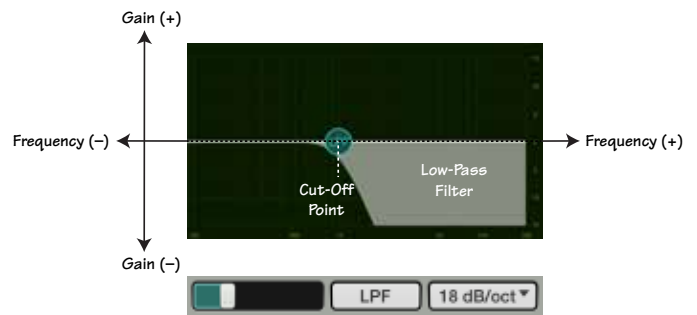 Gain (+)
Frequency (−)
Frequency (+)
Low-Pass
Filter
Cut-Off
Point
Gain (−)
LPF
18 dB/oct